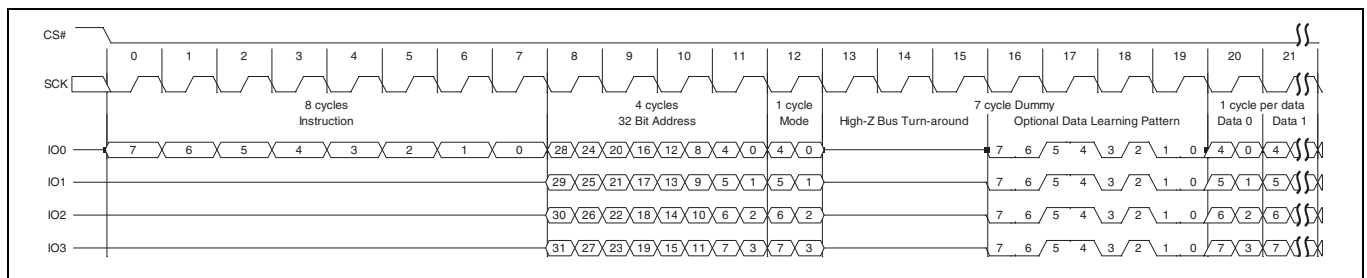 CS#
0 1 2 3 4 5 6 7 8 9 10 11 12 13 14 15 16 17 18 19 20 21
SCK
8 cycles 4 cycles 1 cycle 7 cycle Dummy 1 cycle per data
Instruction 32 Bit Address Mode High-Z Bus Turn-around Optional Data Learning Pattern Data 0 Data 1
IO0 7 6 5 4 3 2 1 0 28 24 20 16 12 8 4 0 4 0 7 6 5 4 3 2 1 0 4 0 4
IO1 29 25 21 17 13 9 5 1 5 1 7 6 5 4 3 2 1 0 5 1 5
IO2 30 26 22 18 14 10 6 2 6 2 7 6 5 4 3 2 1 0 6 2 6
IO3 31 27 23 19 15 11 7 3 7 3 7 6 5 4 3 2 1 0 7 3 7